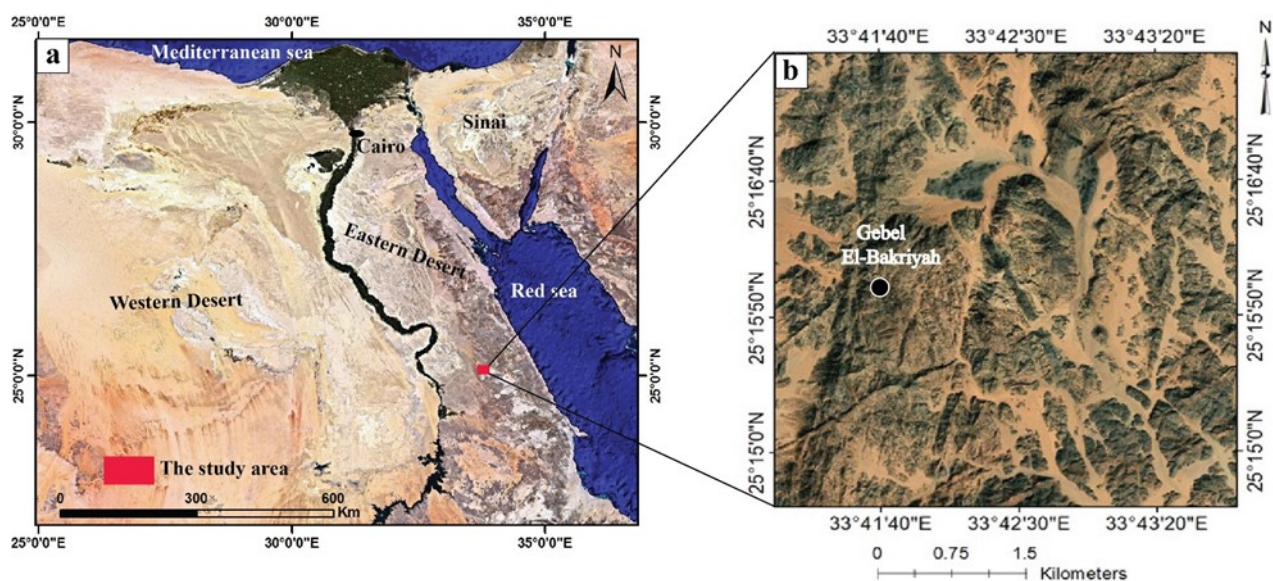 25°0'0"E
30°0'0"E
35°0'0"E
a
Mediterranean sea
N
30°0'0"N
30°0'0"N
Cairo
Sinai
Eastern Desert
Western Desert
Red sea
25°0'0"N
25°0'0"N
The study area
0
300
600
Km
25°0'0"E
30°0'0"E
35°0'0"E
33°41'40"E
33°42'30"E
33°43'20"E
N
b
25°16'40"N
25°16'40"N
Gebel
El-Bakriyah
25°15'50"N
25°15'50"N
25°15'0"N
25°15'0"N
33°41'40"E
33°42'30"E
33°43'20"E
0
0.75
1.5
Kilometers